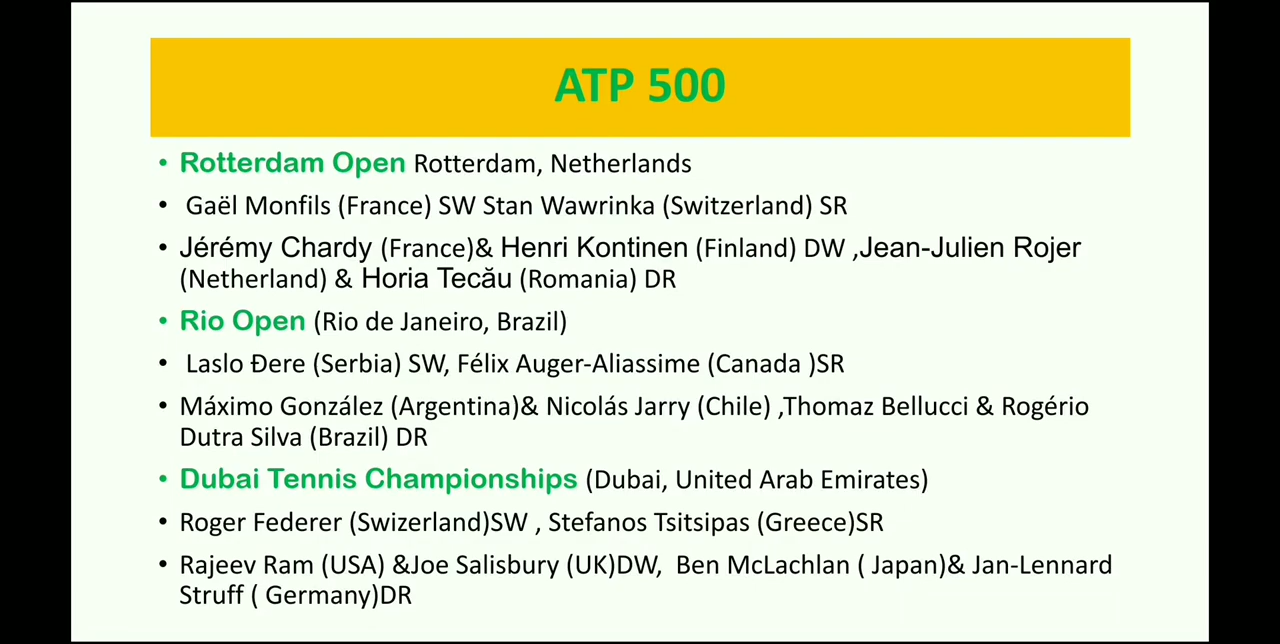 ATP 500
• Rotterdam Open Rotterdam, Netherlands
• Gaël Monfils (France) SW Stan Wawrinka (Switzerland) SR
• Jérémy Chardy (France)& Henri Kontinen (Finland) DW ,Jean-Julien Rojer
(Netherland) & Horia Tecău (Romania) DR
• Rio Open (Rio de Janeiro, Brazil)
• Laslo Đere (Serbia) SW, Félix Auger-Aliassime (Canada )SR
• Máximo González (Argentina)& Nicolás Jarry (Chile) ,Thomaz Bellucci & Rogério
Dutra Silva (Brazil) DR
• Dubai Tennis Championships (Dubai, United Arab Emirates)
• Roger Federer (Swizerland)SW , Stefanos Tsitsipas (Greece)SR
• Rajeev Ram (USA) &Joe Salisbury (UK)DW, Ben McLachlan ( Japan)& Jan-Lennard
Struff ( Germany)DR